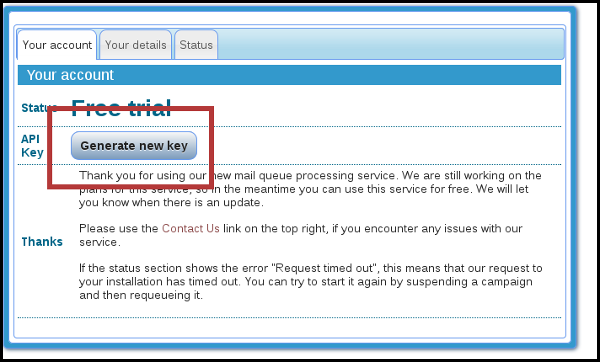 Your account Your details Status
Your account
Status Free trial
API
Key
Generate new key
Thank you for using our new mail queue processing service. We are still working on the
plans for this service, so in the meantime you can use this service for free. We will let
you know when there is an update.
Please use the Contact Us link on the top right, if you encounter any issues with our
service.
Thanks
If the status section shows the error "Request timed out", this means that our request to
your installation has timed out. You can try to start it again by suspending a campaign
and then requeueing it.